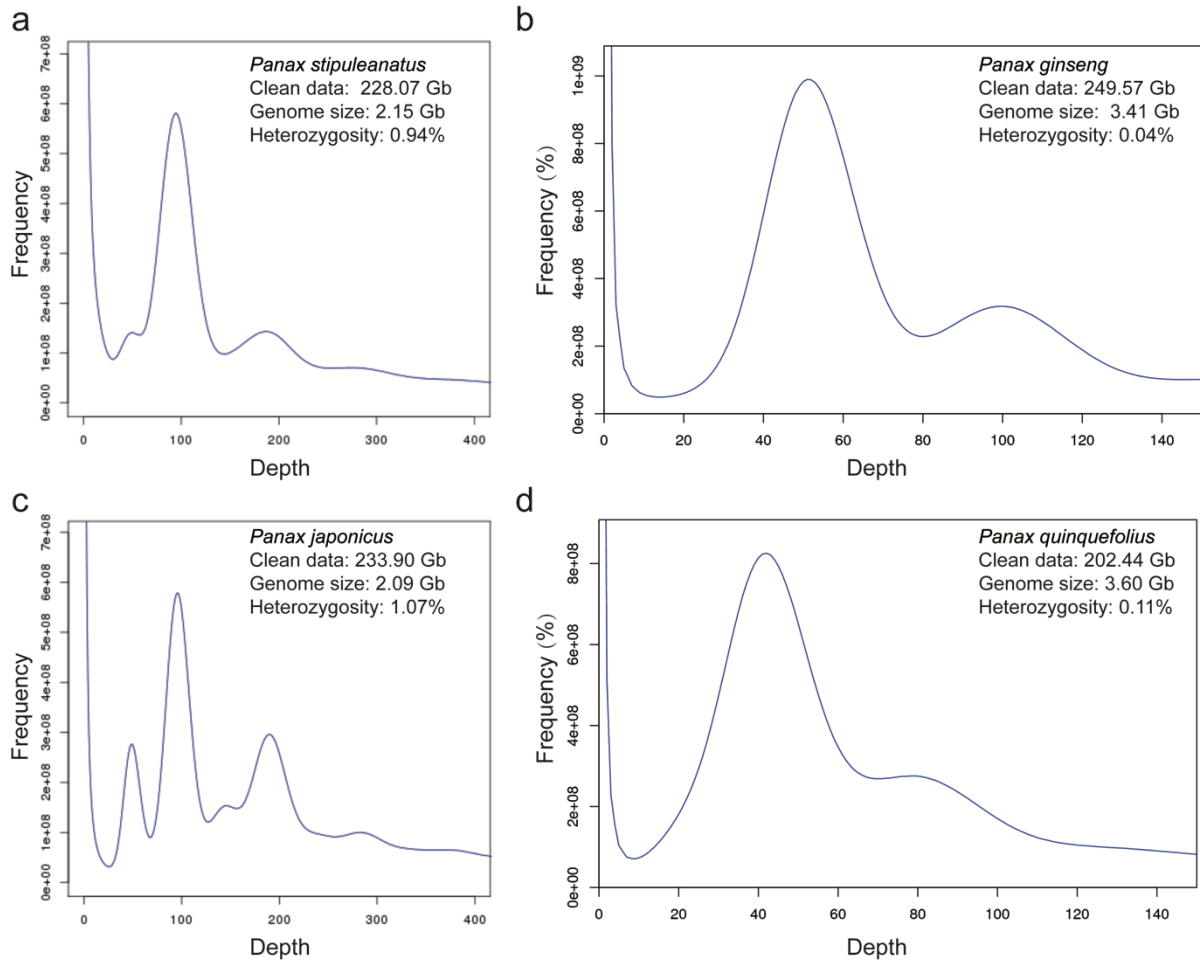 a
Panax stipuleanatus
Clean data: 228.07 Gb
Genome size: 2.15 Gb
Heterozygosity: 0.94%
Frequency
7e+08
6e+08
5e+08
4e+08
3e+08
2e+08
1e+08
0e+00
0 100 200 300 400
Depth
b
Panax ginseng
Clean data: 249.57 Gb
Genome size: 3.41 Gb
Heterozygosity: 0.04%
Frequency (%)
1e+09
8e+08
6e+08
4e+08
2e+08
0e+00
0 20 40 60 80 100 120 140
Depth
c
Panax japonicus
Clean data: 233.90 Gb
Genome size: 2.09 Gb
Heterozygosity: 1.07%
Frequency
7e+08
6e+08
5e+08
4e+08
3e+08
2e+08
1e+08
0e+00
0 100 200 300 400
Depth
d
Panax quinquefolius
Clean data: 202.44 Gb
Genome size: 3.60 Gb
Heterozygosity: 0.11%
Frequency (%)
8e+08
6e+08
4e+08
2e+08
0e+00
0 20 40 60 80 100 120 140
Depth